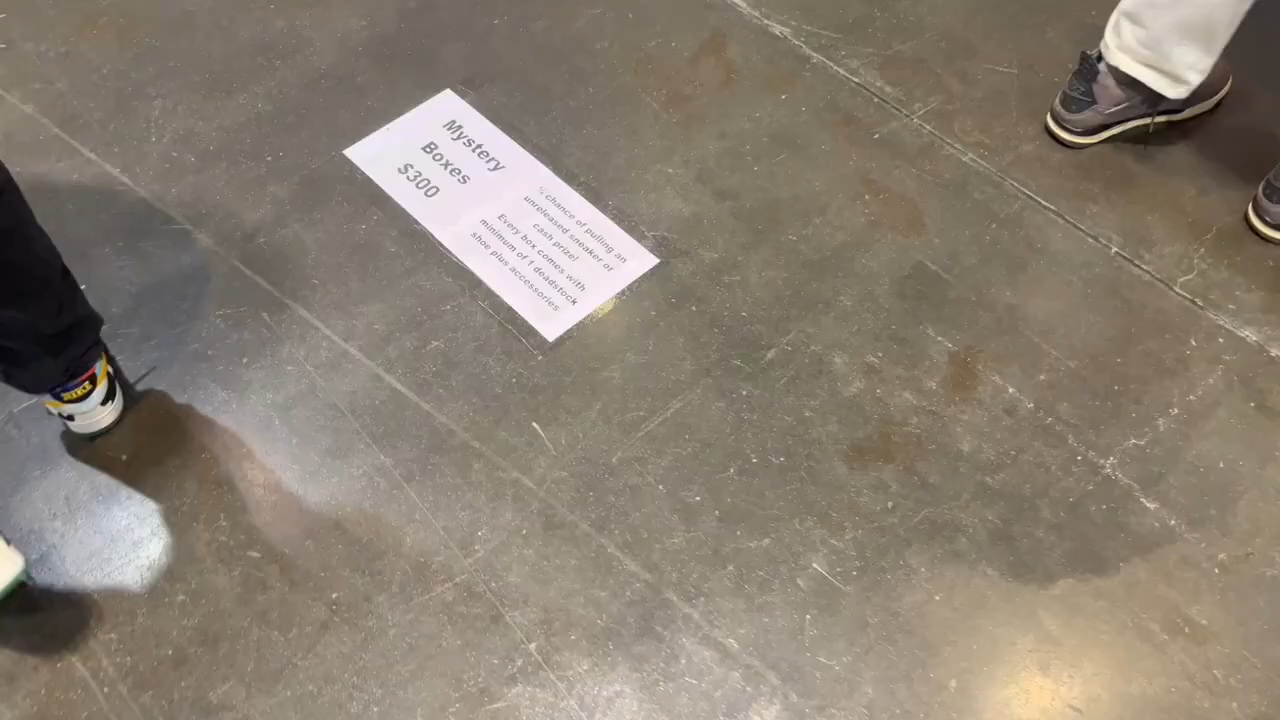 Mystery
Boxes
$300
chance of pulling an
unreleased sneaker or
cash prize!
Every box comes with
minimum of 1 deadstock
shoe plus accessories
NIKE